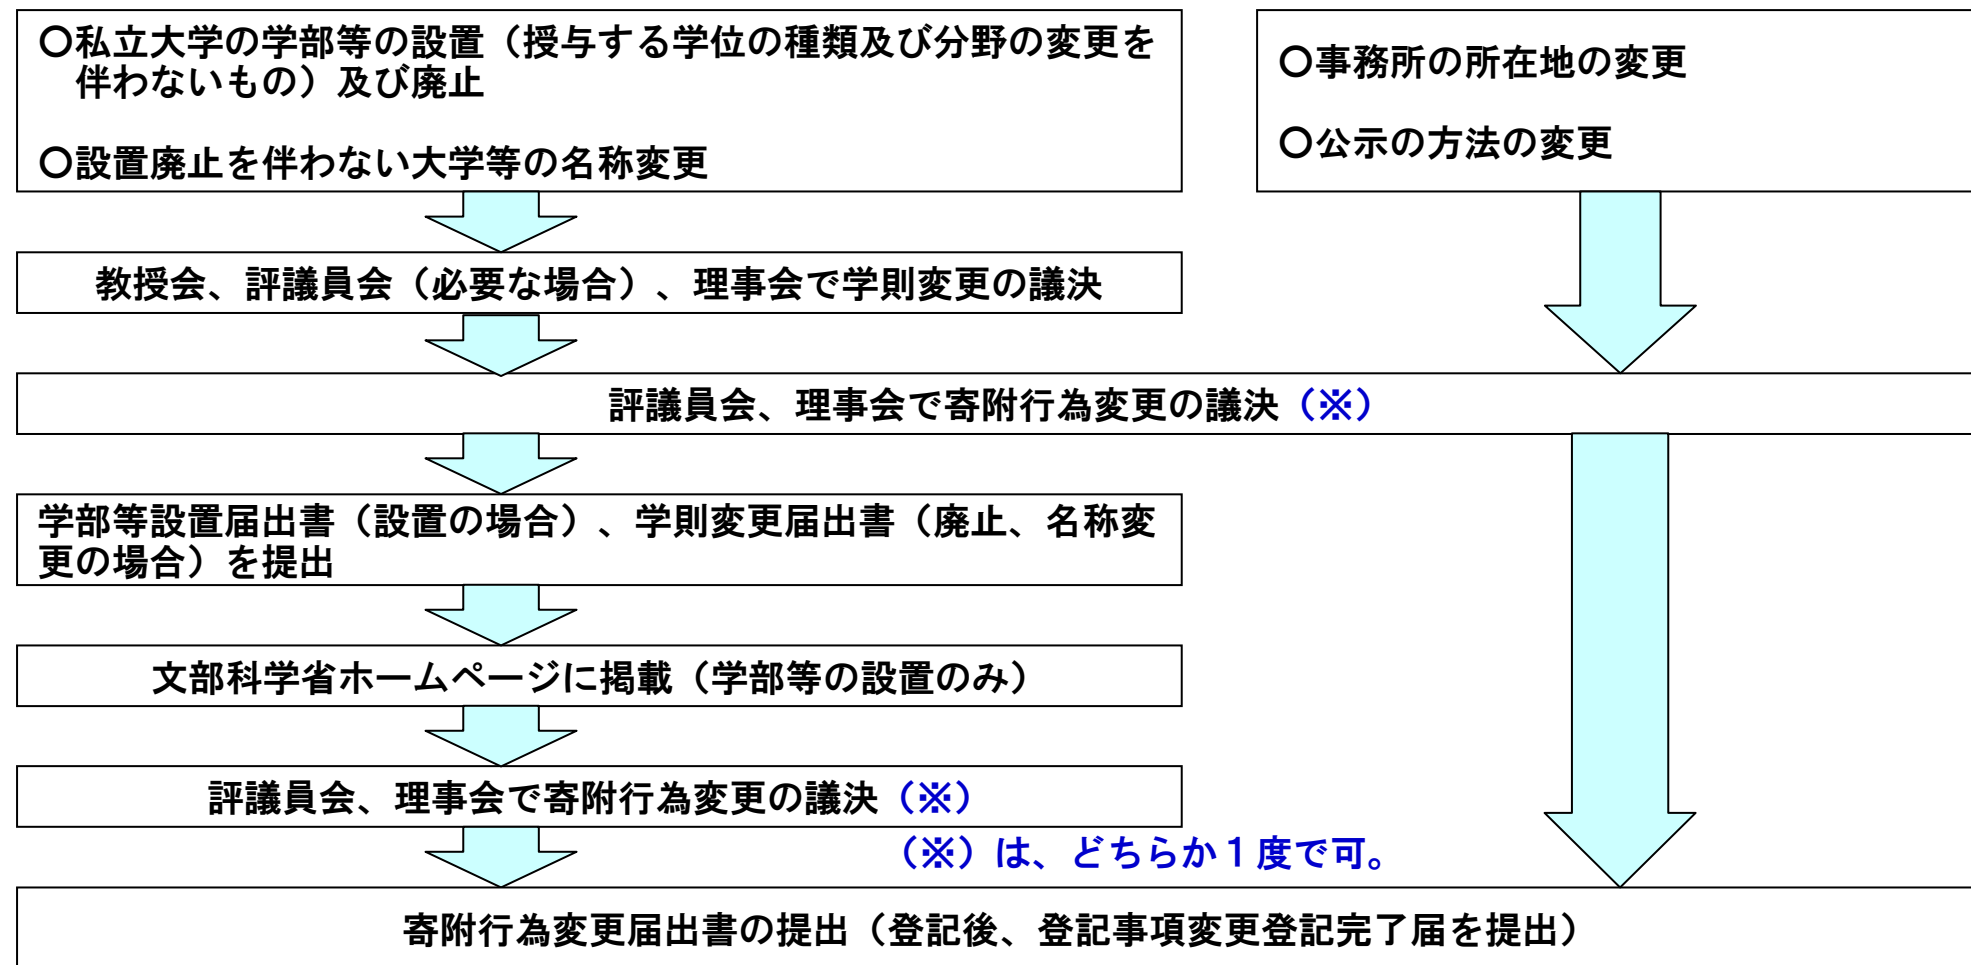 〇私立大学の学部等の設置（授与する学位の種類及び分野の変更を
伴わないもの）及び廃止
〇設置廃止を伴わない大学等の名称変更
〇事務所の所在地の変更
〇公示の方法の変更
教授会、評議員会（必要な場合）、理事会で学則変更の議決
評議員会、理事会で寄附行為変更の議決（※）
学部等設置届出書（設置の場合）、学則変更届出書（廃止、名称変
更の場合）を提出
文部科学省ホームページに掲載（学部等の設置のみ）
評議員会、理事会で寄附行為変更の議決（※）
（※）は、どちらか１度で可。
寄附行為変更届出書の提出（登記後、登記事項変更登記完了届を提出）